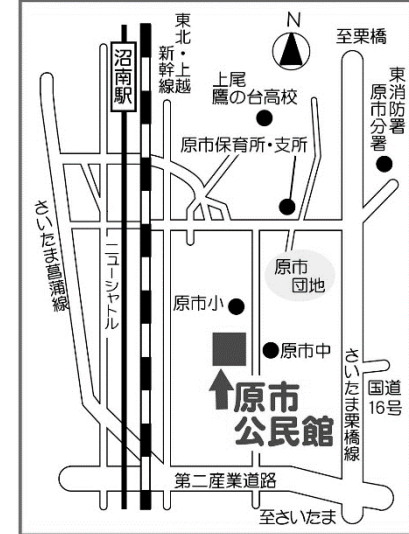 東北・上越
新幹線
N
至栗橋
沼南駅
上尾
鷹の台高校
東消防署
原市分署
原市保育所・支所
さいたま菖蒲線
ニューシャトル
原市
団地
原市小
原市中
さいたま栗橋線
国道
16号
原市
公民館
第二産業道路
至さいたま